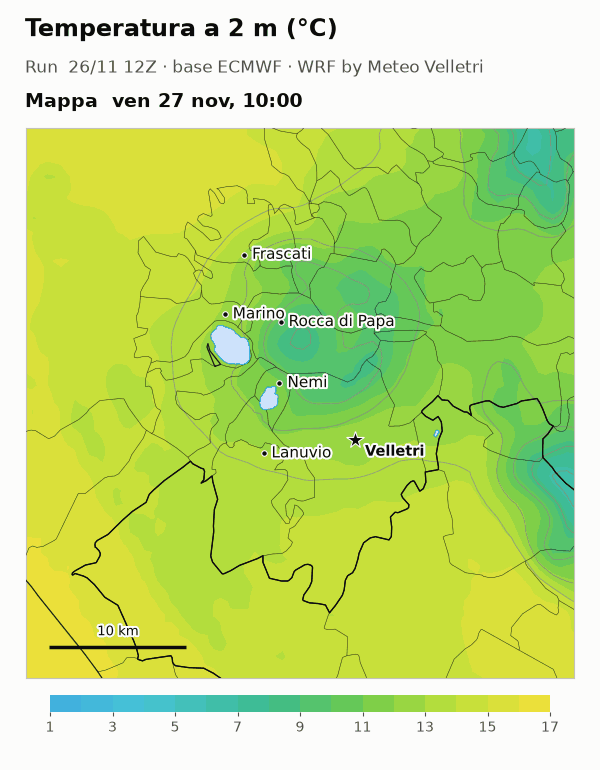 Temperatura a 2 m (°C)
Run  26/11 12Z · base ECMWF · WRF by Meteo Velletri
Mappa  ven 27 nov, 10:00
Frascati
Marino
Rocca di Papa
Nemi
Velletri
Lanuvio
10 km
1 3 5 7 9 11 13 15 17